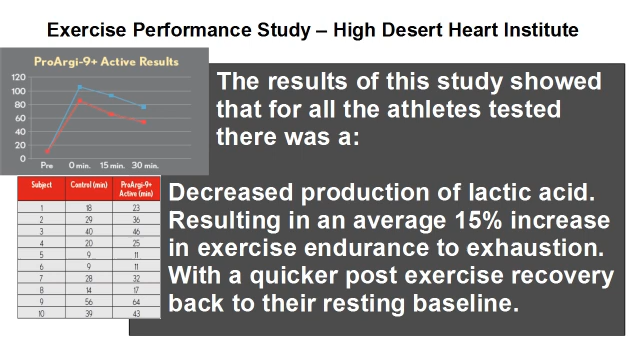 Exercise Performance Study – High Desert Heart Institute
ProArgi-9+ Active Results
120
100
80
60
40
20
0
Pre 0 min. 15 min. 30 min.
The results of this study showed
that for all the athletes tested
there was a:
Subject Control (min) ProArgi-9+
Active (min)
1 18 23
2 29 36
3 40 46
4 20 25
5 9 11
6 9 11
7 28 32
8 14 17
9 56 64
10 39 43
Decreased production of lactic acid.
Resulting in an average 15% increase
in exercise endurance to exhaustion.
With a quicker post exercise recovery
back to their resting baseline.